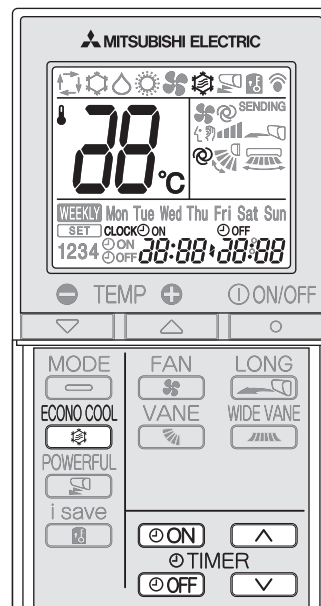 MITSUBISHI ELECTRIC
SENDING
88°C
WEEKLY Mon Tue Wed Thu Fri Sat Sun
SET CLOCK ON OFF
1234 ON OFF 88:88 88:88
TEMP ON/OFF
MODE FAN LONG
ECONO COOL VANE WIDE VANE
POWERFUL
i save
ON
TIMER
OFF